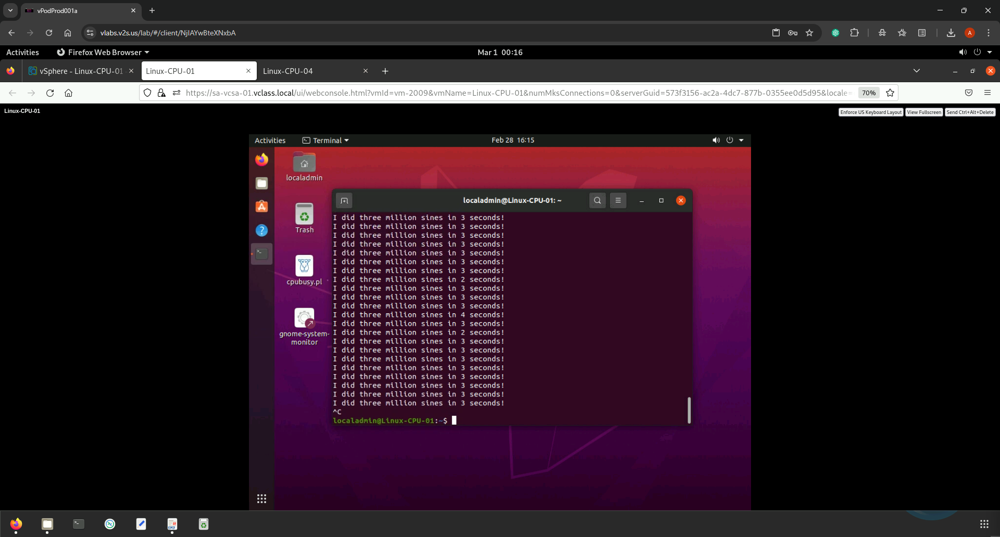 vPodProd001a
vlabs.v2s.us/lab/#/client/NjIAYwBteXNxbA
A
Activities
Firefox Web Browser
Mar 1 00:16
vSphere - Linux-CPU-01
Linux-CPU-01
Linux-CPU-04
https://sa-vcsa-01.vclass.local/ui/webconsole.html?vmId=vm-2009&vmName=Linux-CPU-01&numMksConnections=0&serverGuid=573f3156-ac2a-4dc7-877b-0355ee0d5d95&locale=
70%
Linux-CPU-01
Enforce US Keyboard Layout
View Fullscreen
Send Ctrl+Alt+Delete
Activities
Terminal
Feb 28 16:15
localadmin
Trash
cpubusy.pl
gnome-system-
monitor
localadmin@Linux-CPU-01: ~
I did three million sines in 3 seconds!
I did three million sines in 3 seconds!
I did three million sines in 3 seconds!
I did three million sines in 3 seconds!
I did three million sines in 3 seconds!
I did three million sines in 3 seconds!
I did three million sines in 3 seconds!
I did three million sines in 2 seconds!
I did three million sines in 3 seconds!
I did three million sines in 3 seconds!
I did three million sines in 3 seconds!
I did three million sines in 4 seconds!
I did three million sines in 3 seconds!
I did three million sines in 2 seconds!
I did three million sines in 3 seconds!
I did three million sines in 3 seconds!
I did three million sines in 3 seconds!
I did three million sines in 3 seconds!
I did three million sines in 3 seconds!
I did three million sines in 3 seconds!
I did three million sines in 3 seconds!
I did three million sines in 3 seconds!
^C
localadmin@Linux-CPU-01:~$